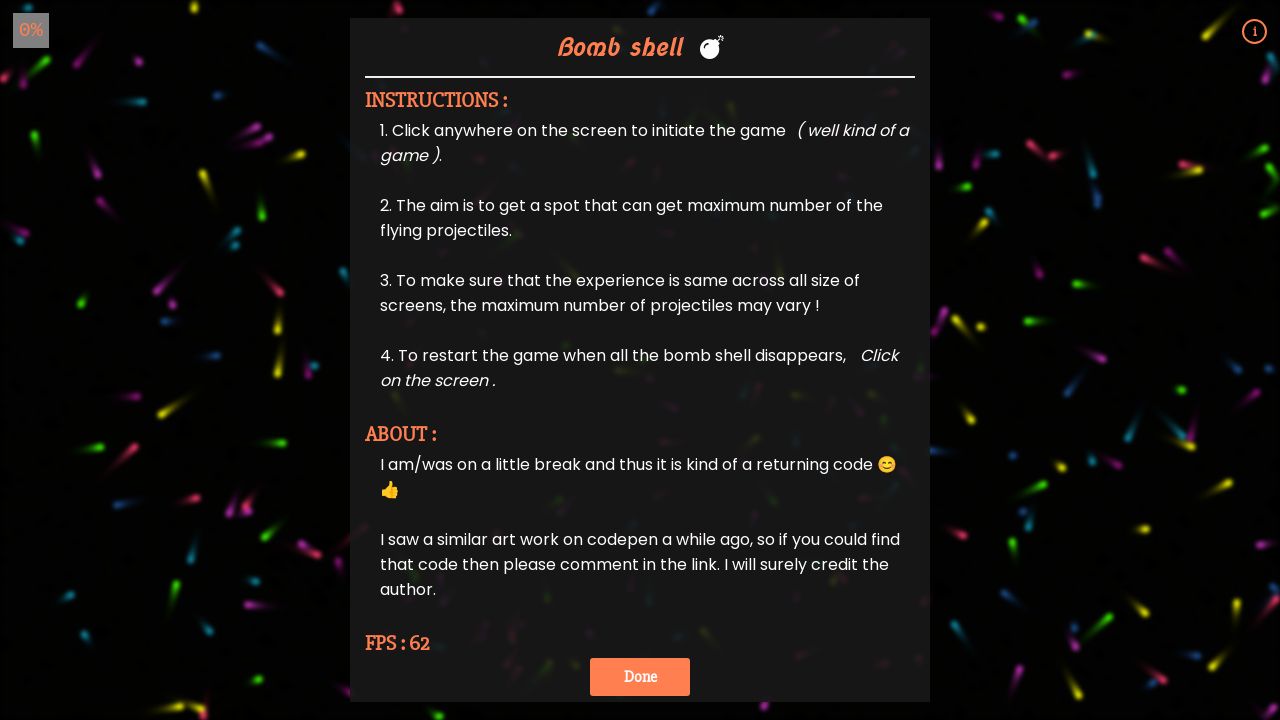 0%
i
Bomb shell 💣
INSTRUCTIONS :
1. Click anywhere on the screen to initiate the game ( well kind of a
game ).
2. The aim is to get a spot that can get maximum number of the
flying projectiles.
3. To make sure that the experience is same across all size of
screens, the maximum number of projectiles may vary !
4. To restart the game when all the bomb shell disappears, Click
on the screen .
ABOUT :
I am/was on a little break and thus it is kind of a returning code 😊
👍
I saw a similar art work on codepen a while ago, so if you could find
that code then please comment in the link. I will surely credit the
author.
FPS : 62
Done